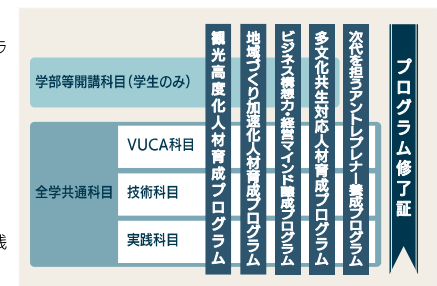 ラ
学部等開講科目(学生のみ)
全学共通科目
VUCA科目
技術科目
実践科目
観光高度化人材育成プログラム
地域づくり加速化人材育成プログラム
ビジネス構想力・経営マインド醸成プログラム
多文化共生対応人材育成プログラム
次代を担うアントレプレナー養成プログラム
プログラム修了証
践